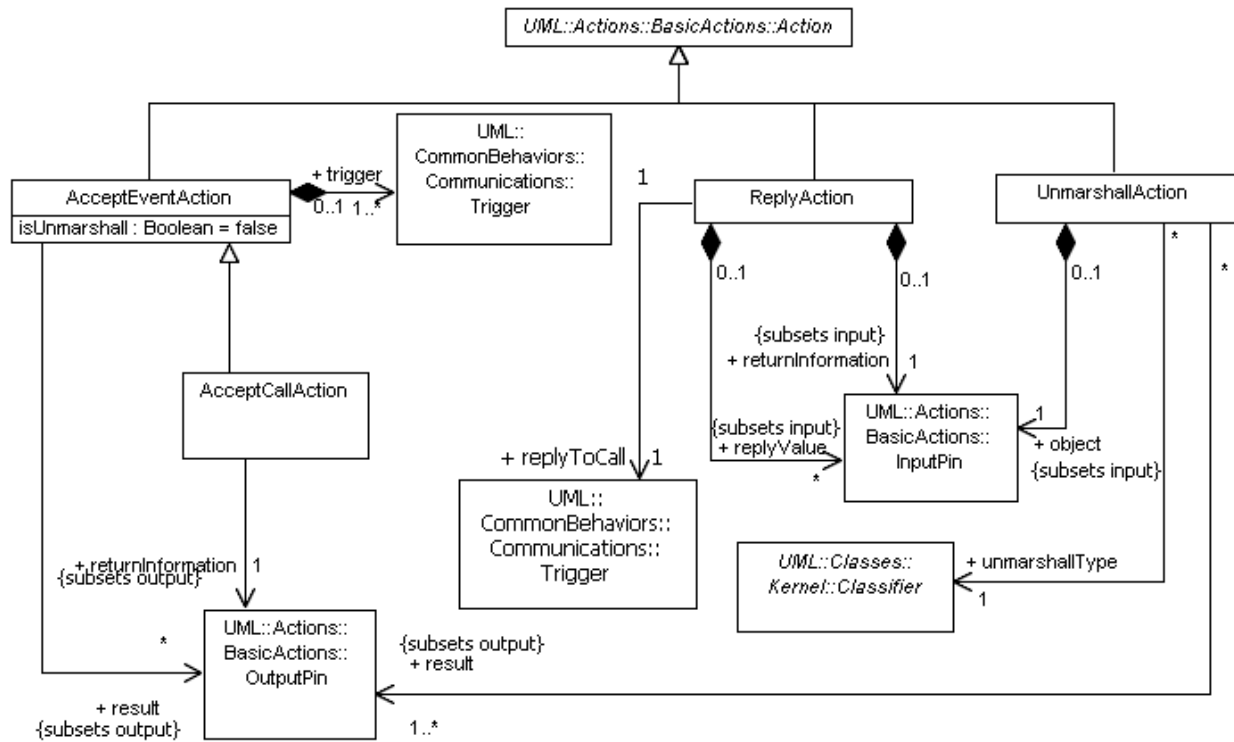 UML::Actions::BasicActions::Action
UML::
CommonBehaviors::
Communications::
Trigger
+ trigger
0..1
1..*
AcceptEventAction
isUnmarshall : Boolean = false
1
ReplyAction
UnmarshallAction
0..1
0..1
0..1
*
*
{subsets input}
+ returnInformation
1
AcceptCallAction
UML::Actions::
BasicActions::
InputPin
1
+ object
{subsets input}
{subsets input}
+ replyValue
*
+ replyToCall
1
UML::
CommonBehaviors::
Communications::
Trigger
UML::Classes::
Kernel::Classifier
+ unmarshallType
1
+ returnInformation
{subsets output}
1
UML::Actions::
BasicActions::
OutputPin
*
+ result
{subsets output}
{subsets output}
+ result
1..*